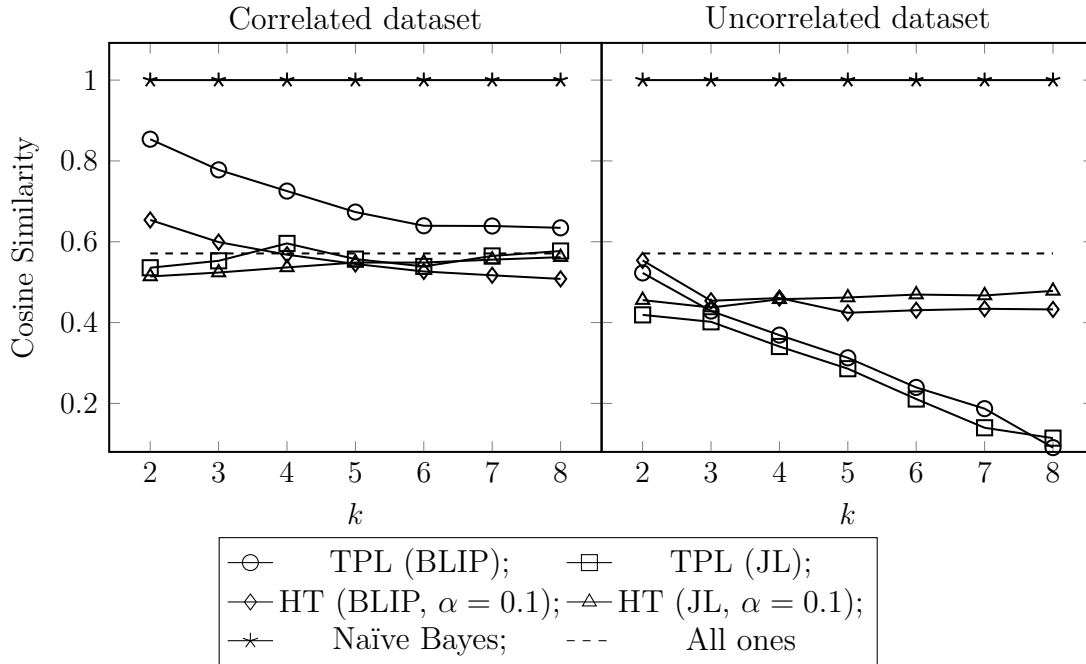 Correlated dataset Uncorrelated dataset
1
0.8
0.6
0.4
0.2
Cosine Similarity
2 3 4 5 6 7 8 2 3 4 5 6 7 8
k k
TPL (BLIP); TPL (JL);
HT (BLIP, α = 0.1); HT (JL, α = 0.1);
Naïve Bayes; All ones